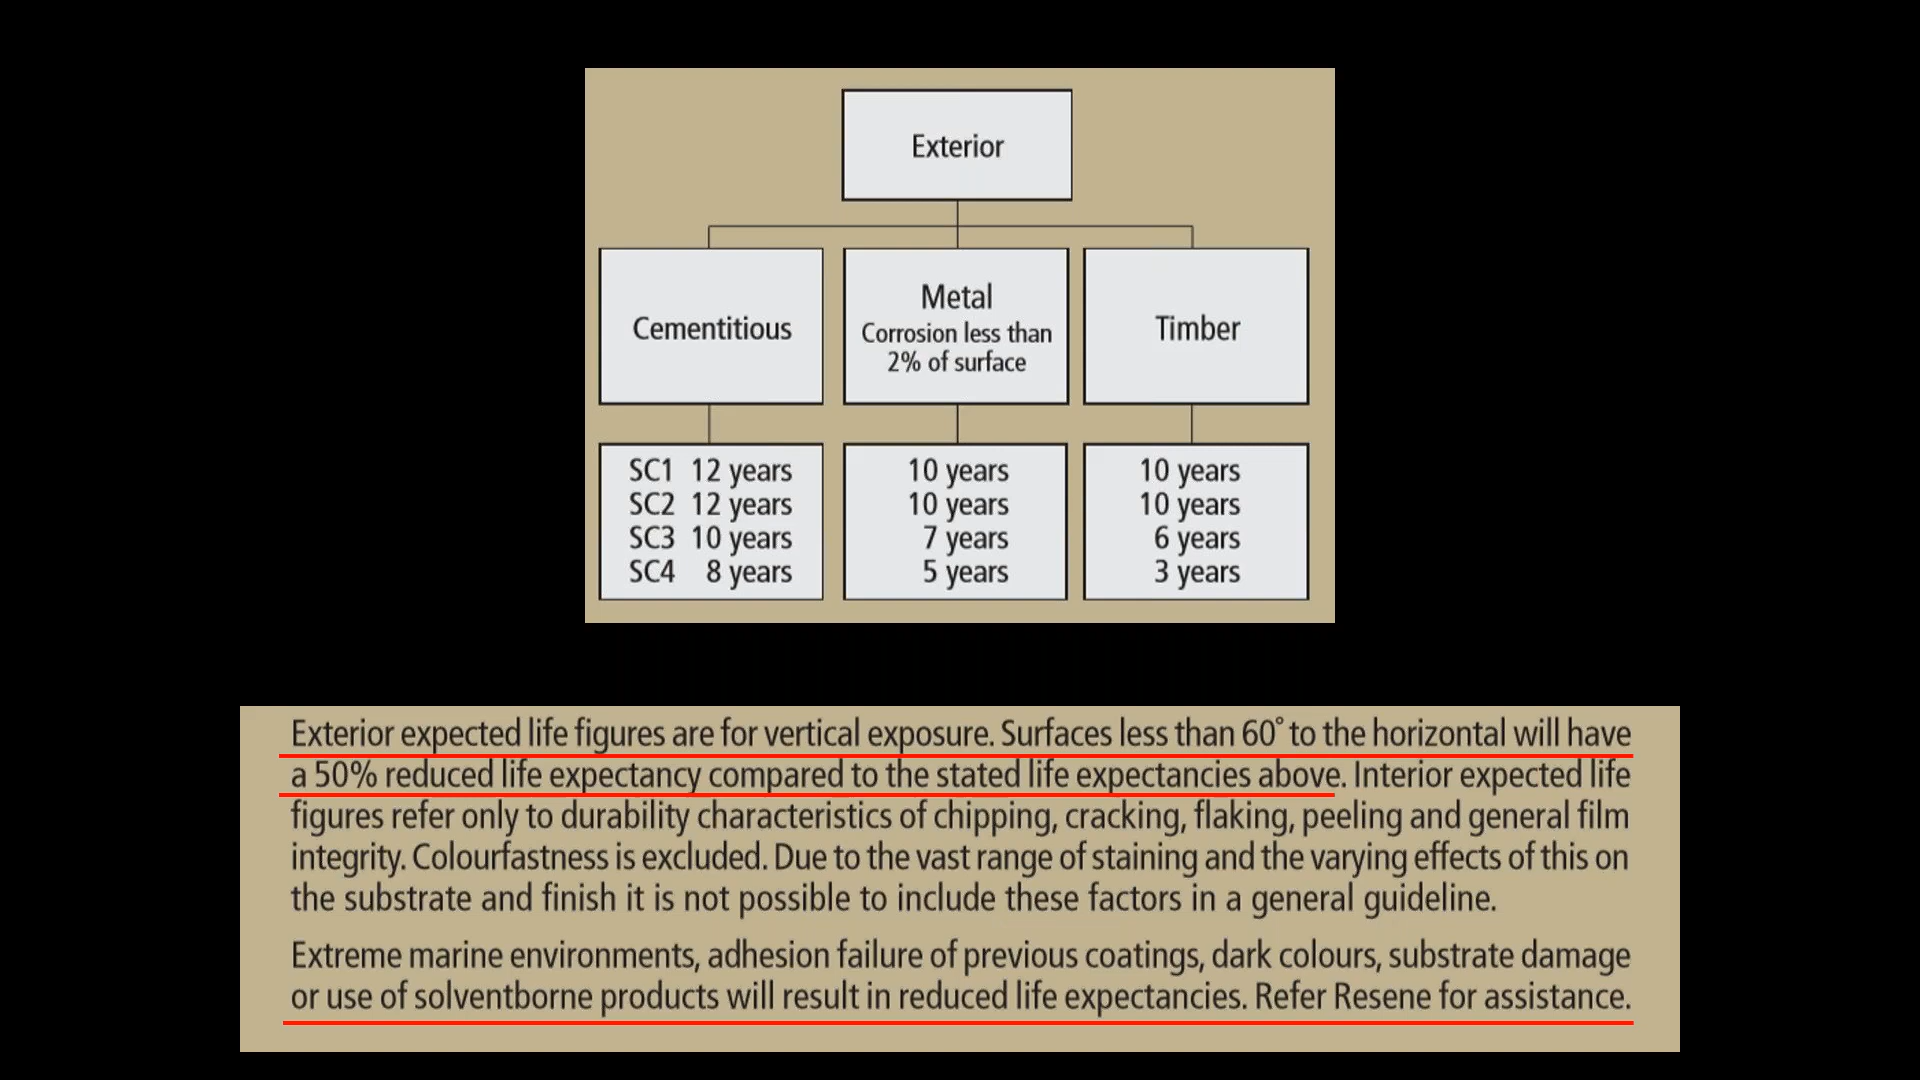 Exterior
Cementitious
Metal
Corrosion less than
2% of surface
Timber
SC1 12 years
SC2 12 years
SC3 10 years
SC4 8 years
10 years
10 years
7 years
5 years
10 years
10 years
6 years
3 years
Exterior expected life figures are for vertical exposure. Surfaces less than 60° to the horizontal will have
a 50% reduced life expectancy compared to the stated life expectancies above. Interior expected life
figures refer only to durability characteristics of chipping, cracking, flaking, peeling and general film
integrity. Colourfastness is excluded. Due to the vast range of staining and the varying effects of this on
the substrate and finish it is not possible to include these factors in a general guideline.
Extreme marine environments, adhesion failure of previous coatings, dark colours, substrate damage
or use of solventborne products will result in reduced life expectancies. Refer Resene for assistance.